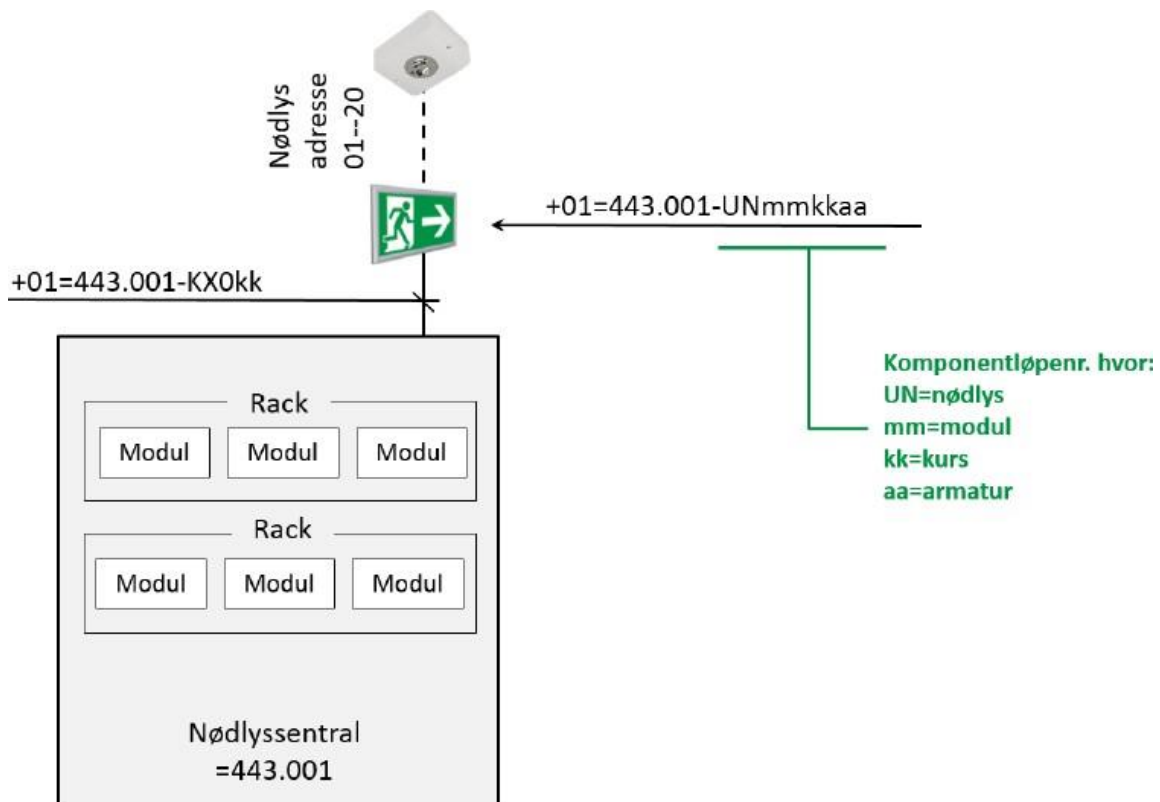 Nødlys
adresse
01--20
+01=443.001-UNmmkkaa
+01=443.001-KX0kk
Komponentløpenr. hvor:
UN=nødlys
mm=modul
kk=kurs
aa=armatur
Rack
Modul Modul Modul
Rack
Modul Modul Modul
Nødlyssentral
=443.001